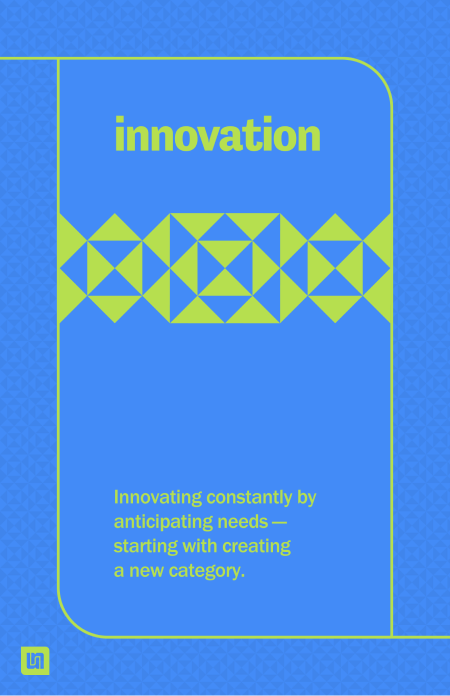 innovation
Innovating constantly by
anticipating needs —
starting with creating
a new category.